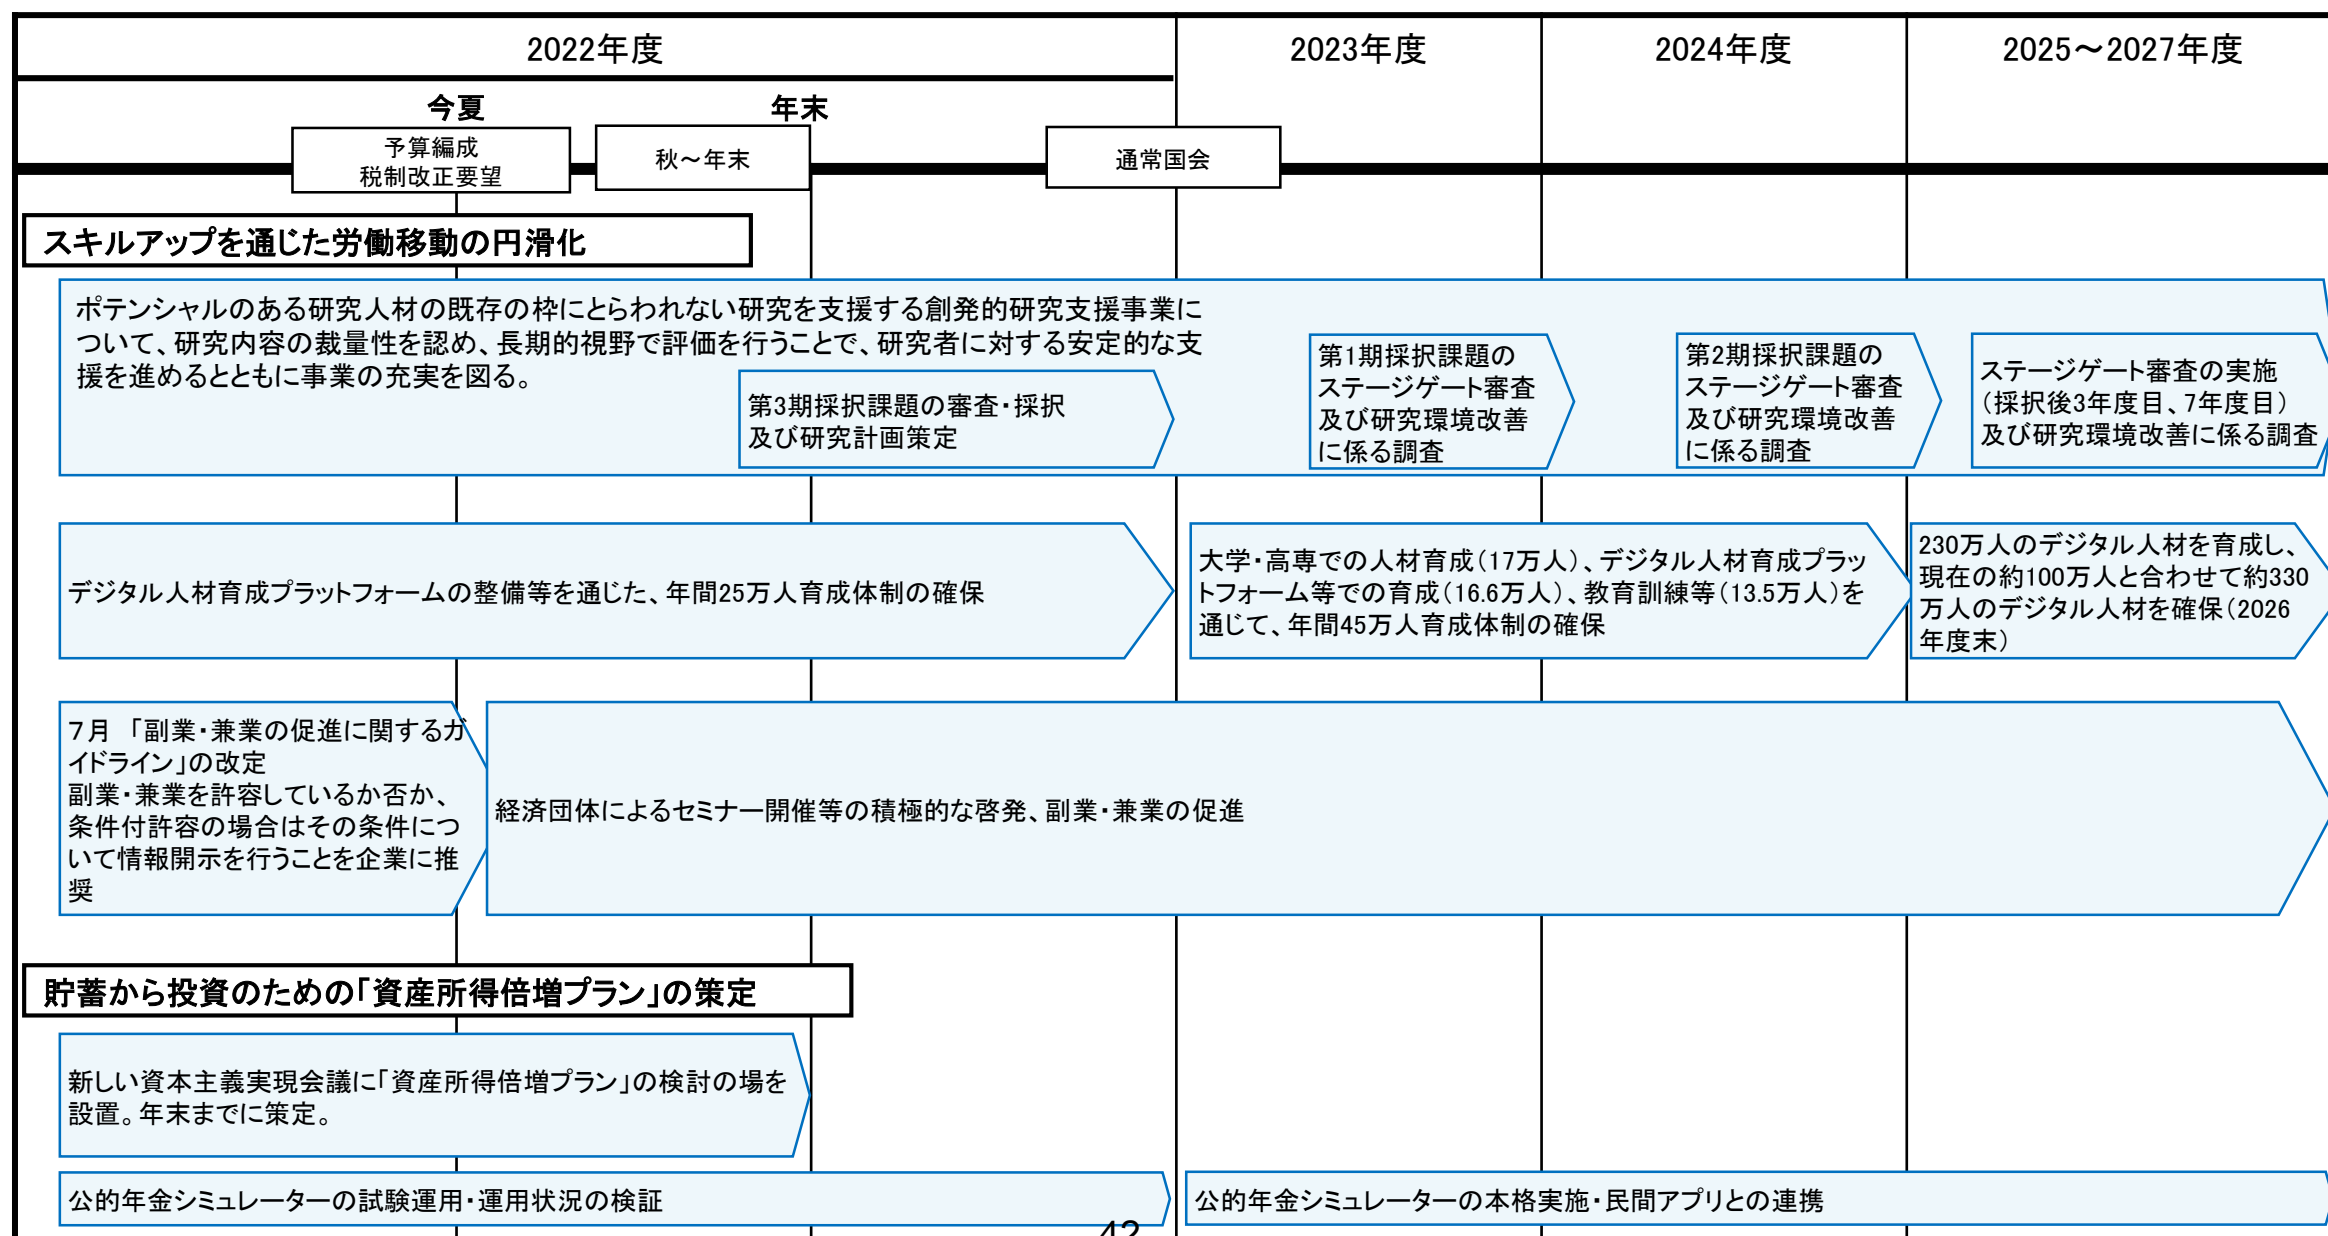 2022年度
2023年度
2024年度
2025～2027年度
今夏
年末
予算編成
税制改正要望
秋～年末
通常国会
スキルアップを通じた労働移動の円滑化
ポテンシャルのある研究人材の既存の枠にとらわれない研究を支援する創発的研究支援事業に
ついて、研究内容の裁量性を認め、長期的視野で評価を行うことで、研究者に対する安定的な支
援を進めるとともに事業の充実を図る。
第3期採択課題の審査・採択
及び研究計画策定
第1期採択課題の
ステージゲート審査
及び研究環境改善
に係る調査
第2期採択課題の
ステージゲート審査
及び研究環境改善
に係る調査
ステージゲート審査の実施
（採択後3年度目、7年度目）
及び研究環境改善に係る調査
デジタル人材育成プラットフォームの整備等を通じた、年間25万人育成体制の確保
大学・高専での人材育成（17万人）、デジタル人材育成プラッ
トフォーム等での育成（16.6万人）、教育訓練等（13.5万人）を
通じて、年間45万人育成体制の確保
230万人のデジタル人材を育成し、
現在の約100万人と合わせて約330
万人のデジタル人材を確保（2026
年度末）
７月　「副業・兼業の促進に関するガ
イドライン」の改定
副業・兼業を許容しているか否か、
条件付許容の場合はその条件につ
いて情報開示を行うことを企業に推
奨
経済団体によるセミナー開催等の積極的な啓発、副業・兼業の促進
貯蓄から投資のための「資産所得倍増プラン」の策定
新しい資本主義実現会議に「資産所得倍増プラン」の検討の場を
設置。年末までに策定。
公的年金シミュレーターの試験運用・運用状況の検証
公的年金シミュレーターの本格実施・民間アプリとの連携
42